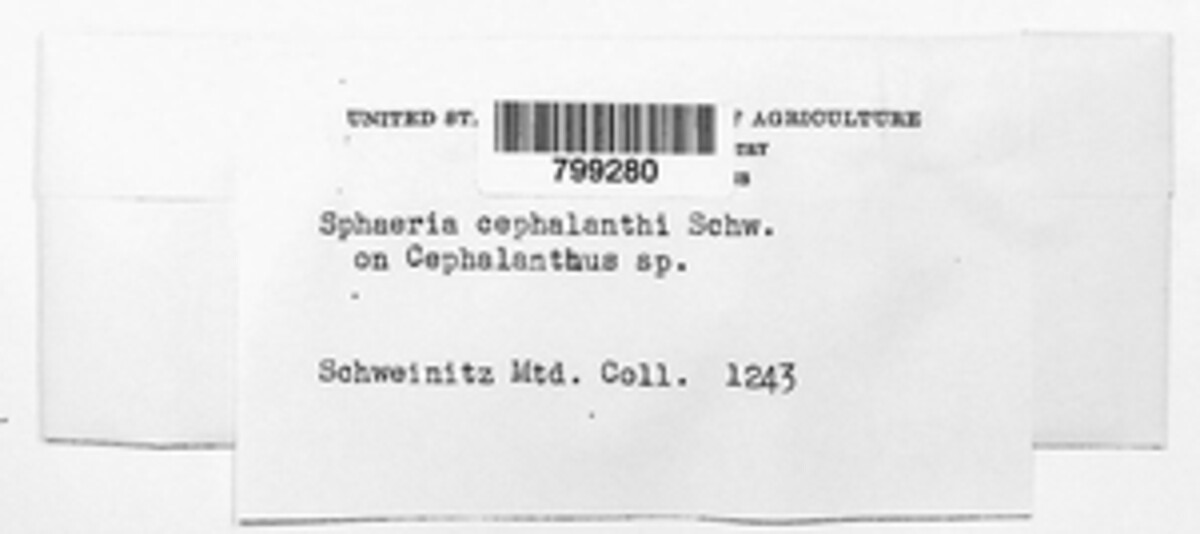 UNITED ST. AGRICULTURE
799280
Sphaeria cephalanthi Schw.
on Cephalanthus sp.
Schweinitz Mtd. Coll. 1243